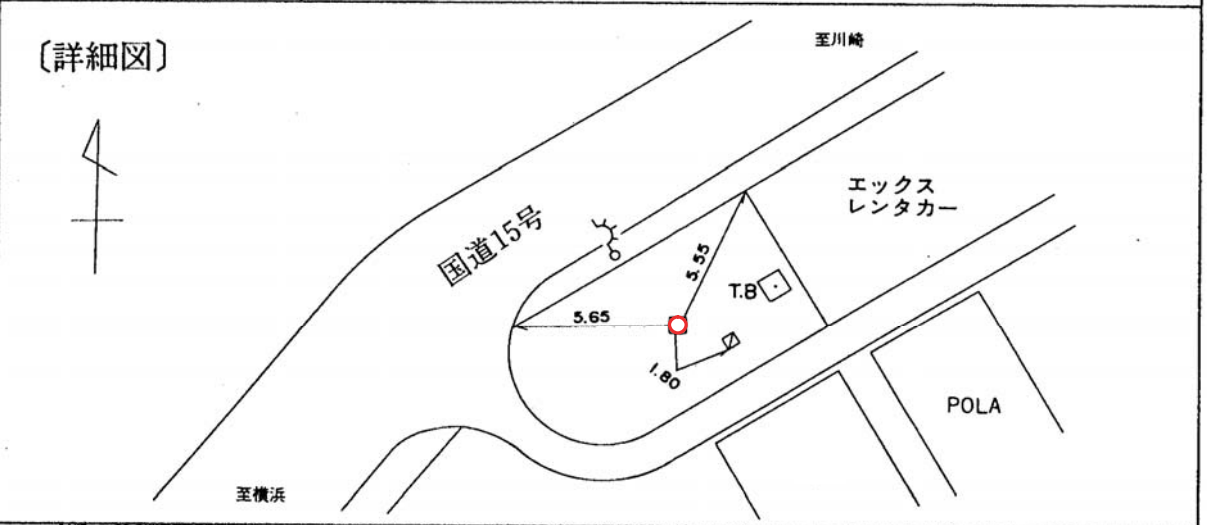 〔詳細図〕
至川崎
エックス
レンタカー
国道15号
5.55
T.B
5.65
1.80
POLA
至横浜